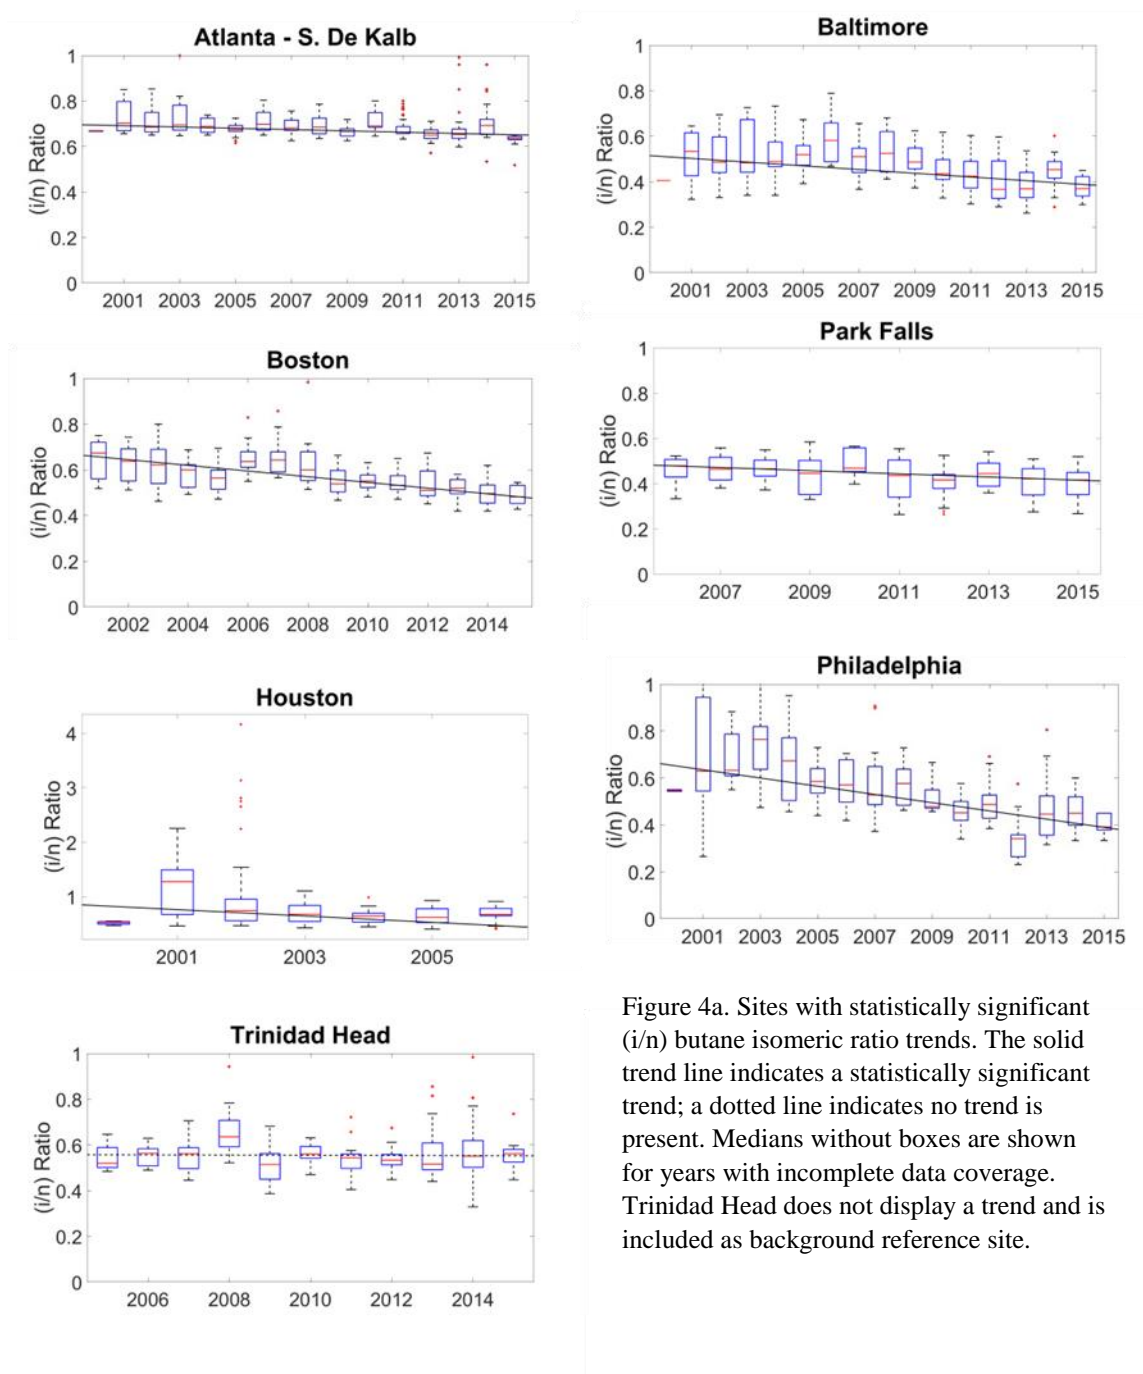 Atlanta - S. De Kalb
1
0.8
0.6
0.4
0.2
0
(i/n) Ratio
2001 2003 2005 2007 2009 2011 2013 2015
Baltimore
1
0.8
0.6
0.4
0.2
0
(i/n) Ratio
2001 2003 2005 2007 2009 2011 2013 2015
Boston
1
0.8
0.6
0.4
0.2
0
(i/n) Ratio
2002 2004 2006 2008 2010 2012 2014
Park Falls
1
0.8
0.6
0.4
0.2
0
(i/n) Ratio
2007 2009 2011 2013 2015
Houston
4
3
2
1
(i/n) Ratio
2001 2003 2005
Philadelphia
1
0.8
0.6
0.4
0.2
0
(i/n) Ratio
2001 2003 2005 2007 2009 2011 2013 2015
Trinidad Head
1
0.8
0.6
0.4
0.2
0
(i/n) Ratio
2006 2008 2010 2012 2014
Figure 4a. Sites with statistically significant
(i/n) butane isomeric ratio trends. The solid
trend line indicates a statistically significant
trend; a dotted line indicates no trend is
present. Medians without boxes are shown
for years with incomplete data coverage.
Trinidad Head does not display a trend and is
included as background reference site.